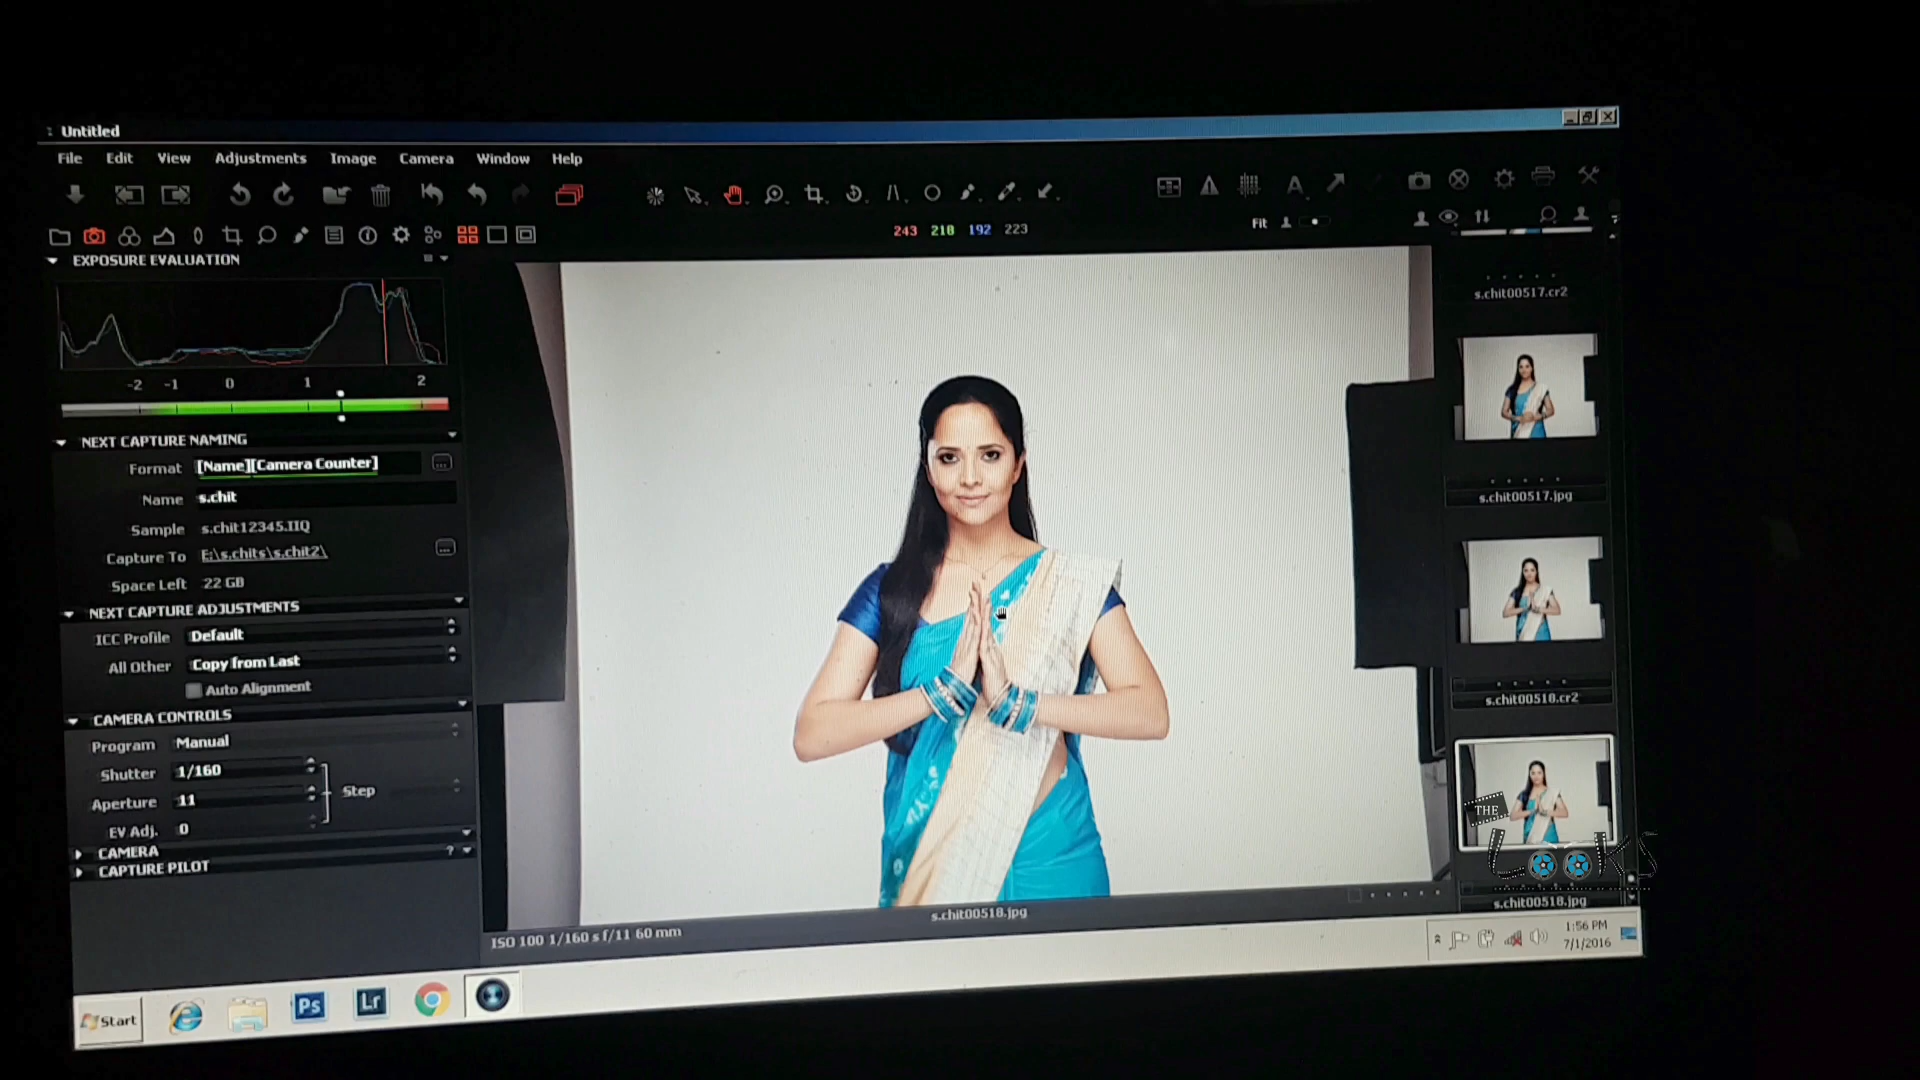 Untitled
File Edit View Adjustments Image Camera Window Help
243 218 192 223
Fit
EXPOSURE EVALUATION
-2 -1 0 1 2
NEXT CAPTURE NAMING
Format [Name][Camera Counter]
Name s.chit
Sample s.chit12345.IIQ
Capture To E:\s.chits\s.chit2\
Space Left 22 GB
NEXT CAPTURE ADJUSTMENTS
ICC Profile Default
All Other Copy from Last
Auto Alignment
CAMERA CONTROLS
Program Manual
Shutter 1/160
Step
Aperture 11
EV Adj. 0
CAMERA ?
CAPTURE PILOT
s.chit00517.cr2
s.chit00517.jpg
s.chit00518.cr2
THE
LOOKS
s.chit00518.jpg
s.chit00518.jpg
ISO 100 1/160 s f/11 60 mm
1:56 PM
7/1/2016
Start
Ps
Lr